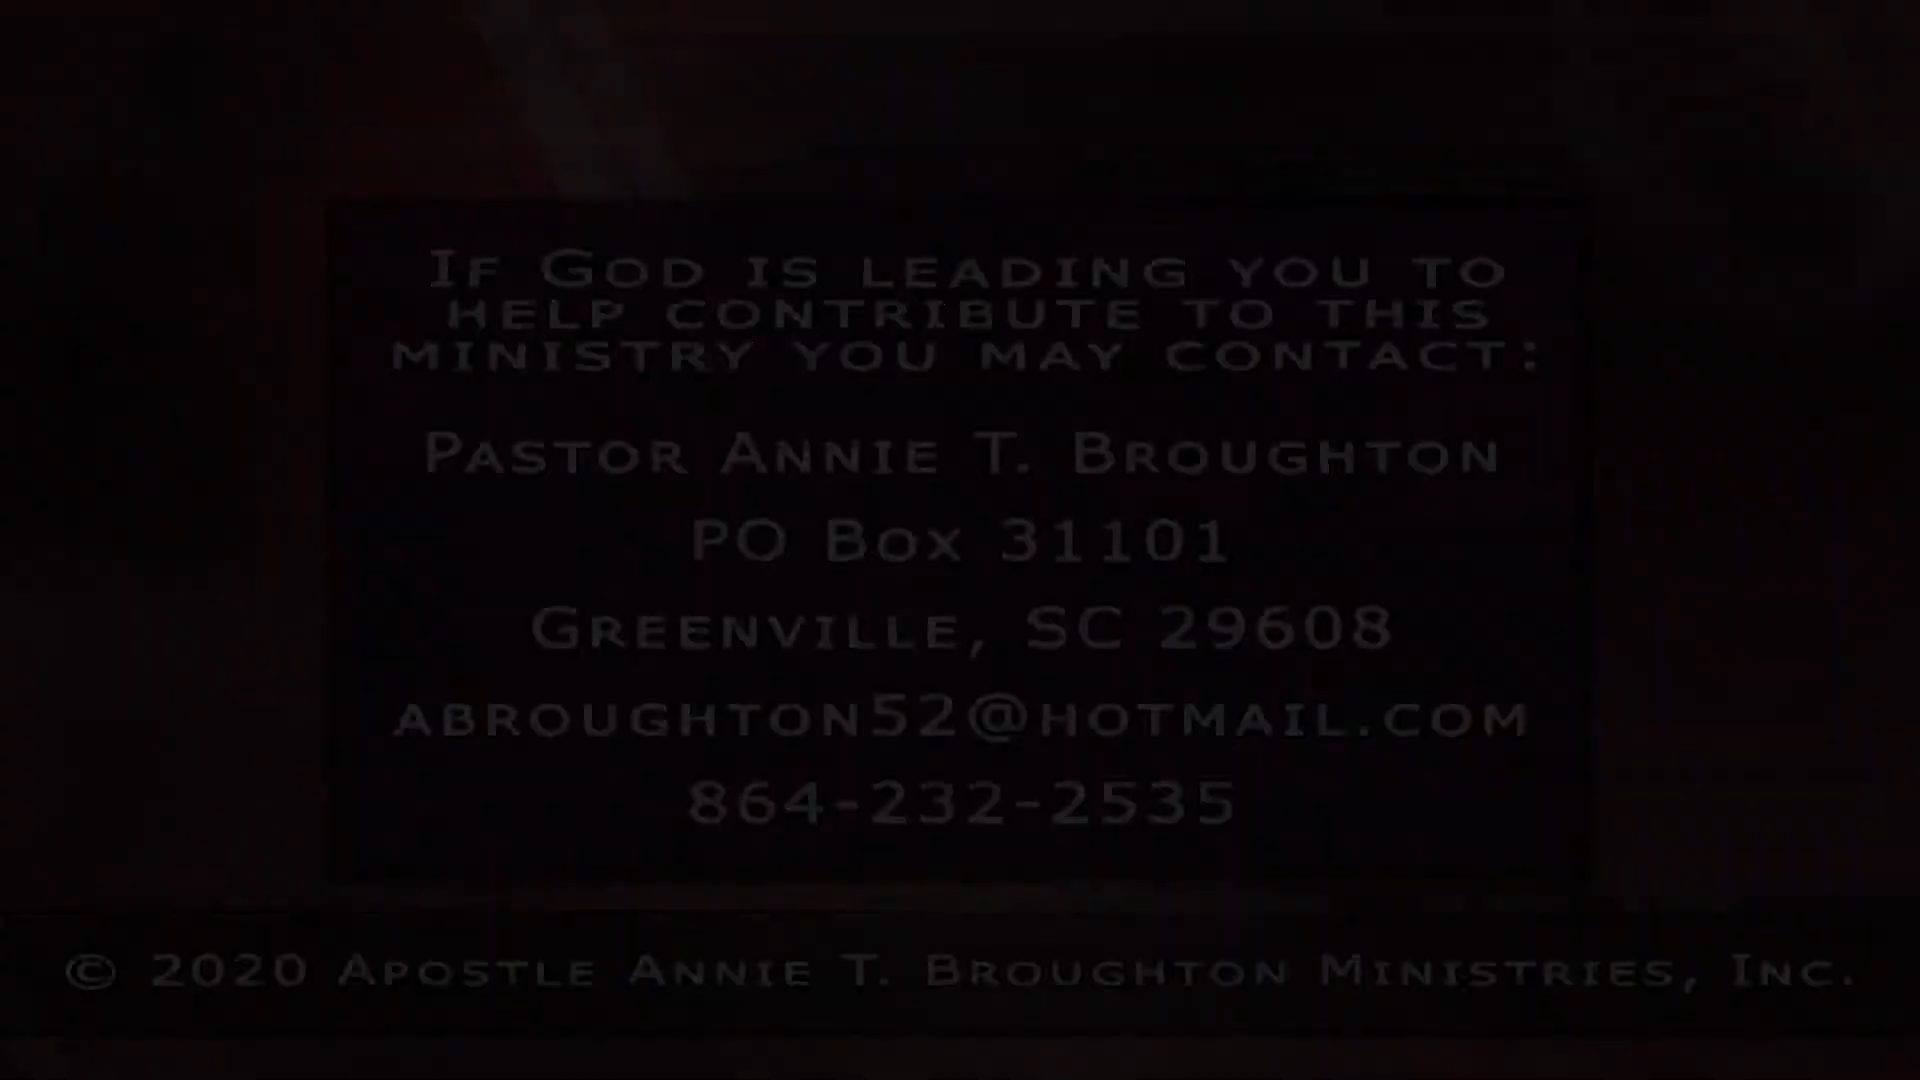 If God is leading you to
help contribute to this
ministry you may contact:
Pastor Annie T. Broughton
PO Box 31101
Greenville, SC 29608
abroughton52@hotmail.com
864-232-2535
© 2020 Apostle Annie T. Broughton Ministries, Inc.